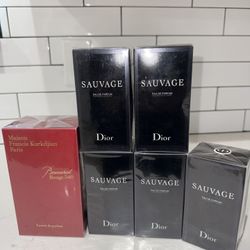 SAUVAGE
EAU DE PARFUM
Dior
SAUVAGE
EAU DE PARFUM
Dior
Maison
Francis Kurkdjian
Paris
Baccarat
Rouge 540
SAUVAGE
EAU DE PARFUM
Dior
SAUVAGE
EAU DE PARFUM
Dior
SAUVAGE
EAU DE PARFUM
Dior